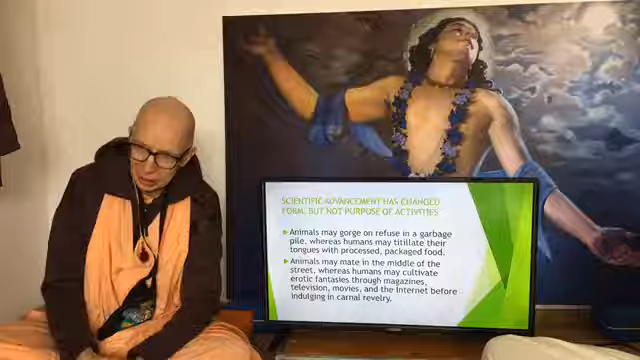 SCIENTIFIC ADVANCEMENT HAS CHANGED
FORM, BUT NOT PURPOSE OF ACTIVITIES
Animals may gorge on refuse in a garbage
pile, whereas humans may titillate their
tongues with processed, packaged food.
Animals may mate in the middle of the
street, whereas humans may cultivate
erotic fantasies through magazines,
television, movies, and the Internet before
indulging in carnal revelry.